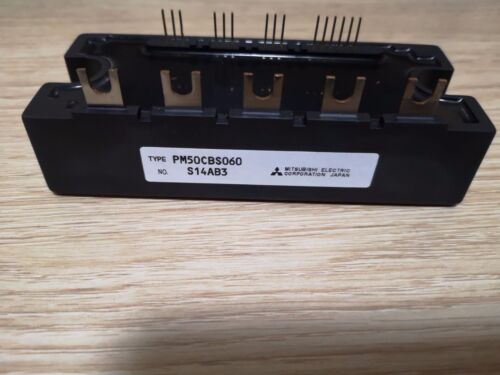 TYPE PM50CBS060
NO. S14AB3
MITSUBISHI ELECTRIC
CORPORATION JAPAN